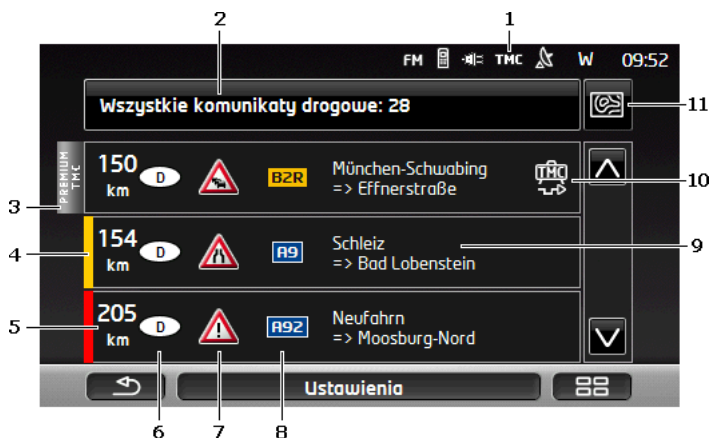 1
2
FM TMC W 09:52
Wszystkie komunikaty drogowe: 28
11
PREMIUM
TMC
150
km
D
B2R
München-Schwabing
=> Effnerstraße
TMC
10
3
154
km
D
A9
Schleiz
=> Bad Lobenstein
9
4
205
km
D
A92
Neufahrn
=> Moosburg-Nord
5
Ustawienia
6
7
8